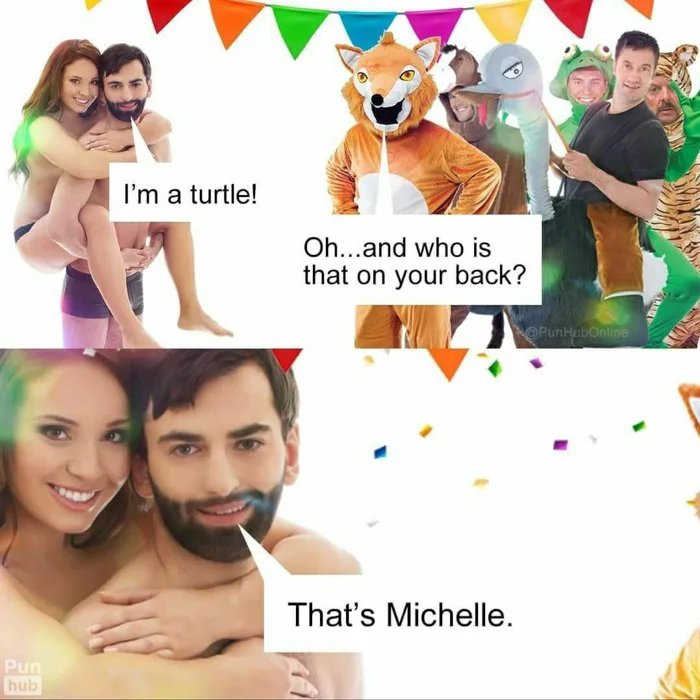 I'm a turtle!
Oh...and who is
that on your back?
@PunHubOnline
That's Michelle.
Pun
hub